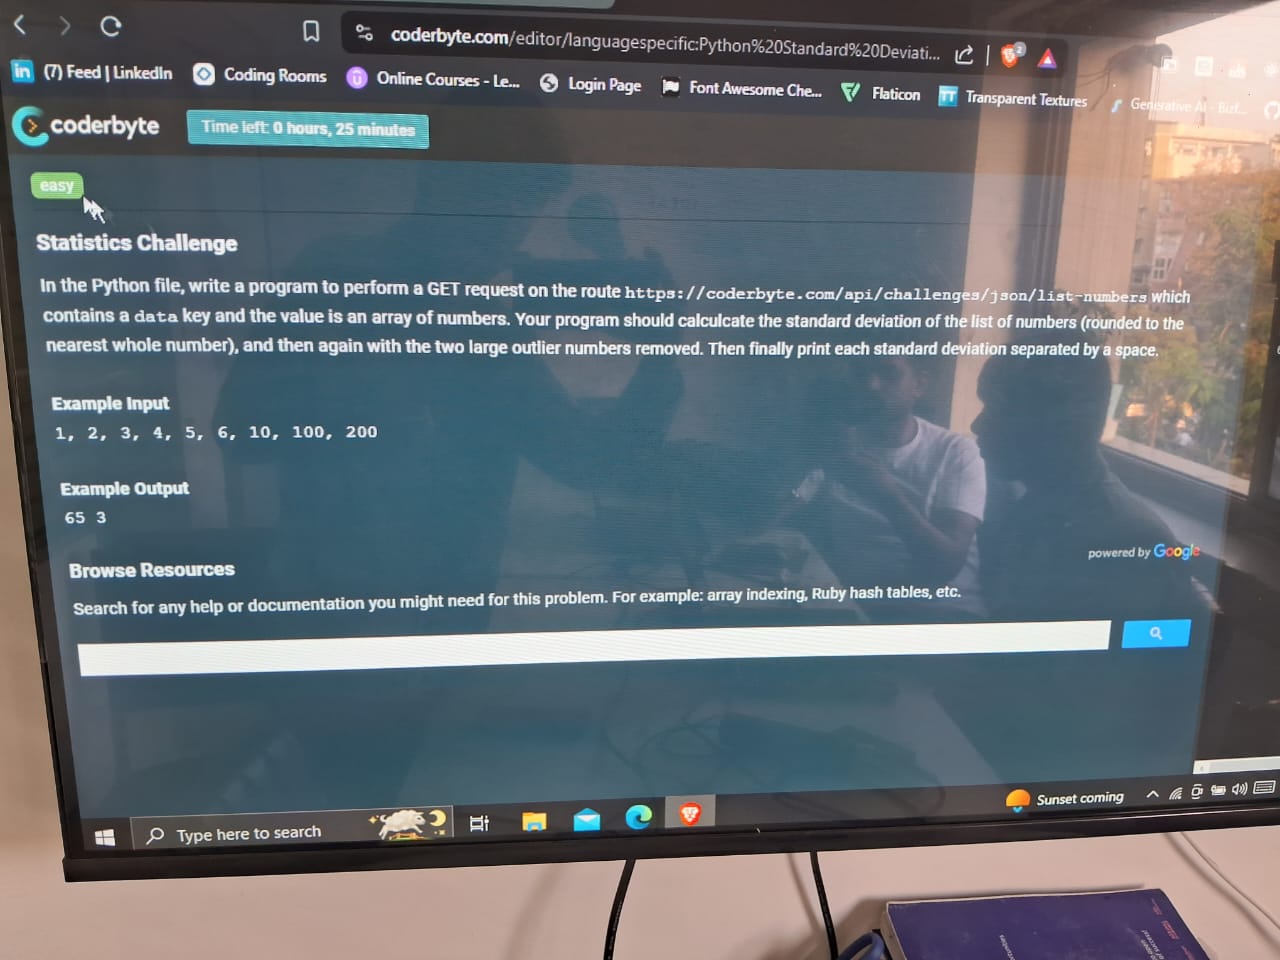 coderbyte.com/editor/languagespecific:Python%20Standard%20Deviati...
2
(7) Feed | LinkedIn
Coding Rooms
Online Courses - Le...
Login Page
Font Awesome Che...
Flaticon
Transparent Textures
Generative AI - Bizf...
coderbyte
Time left: 0 hours, 25 minutes
easy
Statistics Challenge
In the Python file, write a program to perform a GET request on the route https://coderbyte.com/api/challenges/json/list-numbers which
contains a data key and the value is an array of numbers. Your program should calculcate the standard deviation of the list of numbers (rounded to the
nearest whole number), and then again with the two large outlier numbers removed. Then finally print each standard deviation separated by a space.
Example Input
1, 2, 3, 4, 5, 6, 10, 100, 200
Example Output
65 3
powered by Google
Browse Resources
Search for any help or documentation you might need for this problem. For example: array indexing, Ruby hash tables, etc.
Type here to search
Sunset coming